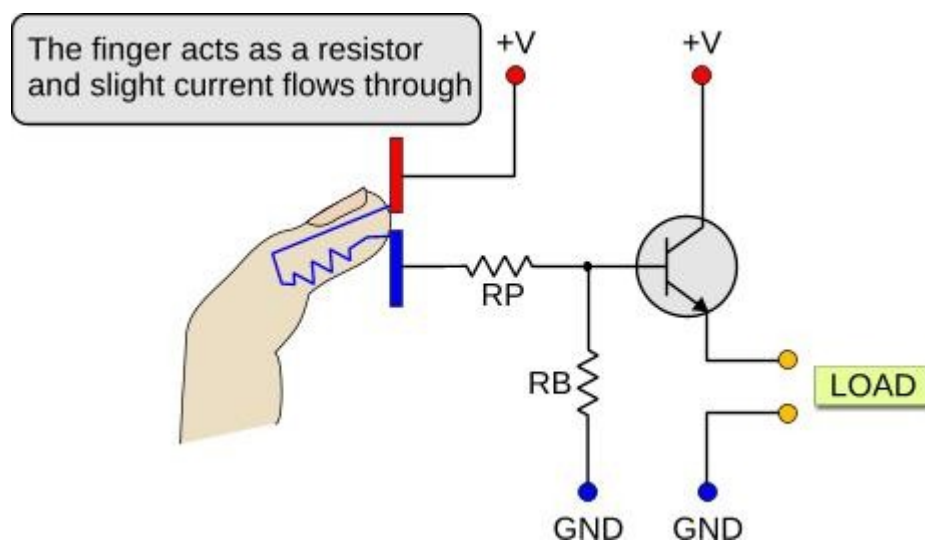 The finger acts as a resistor
and slight current flows through
+V
+V
RP
RB
LOAD
GND
GND